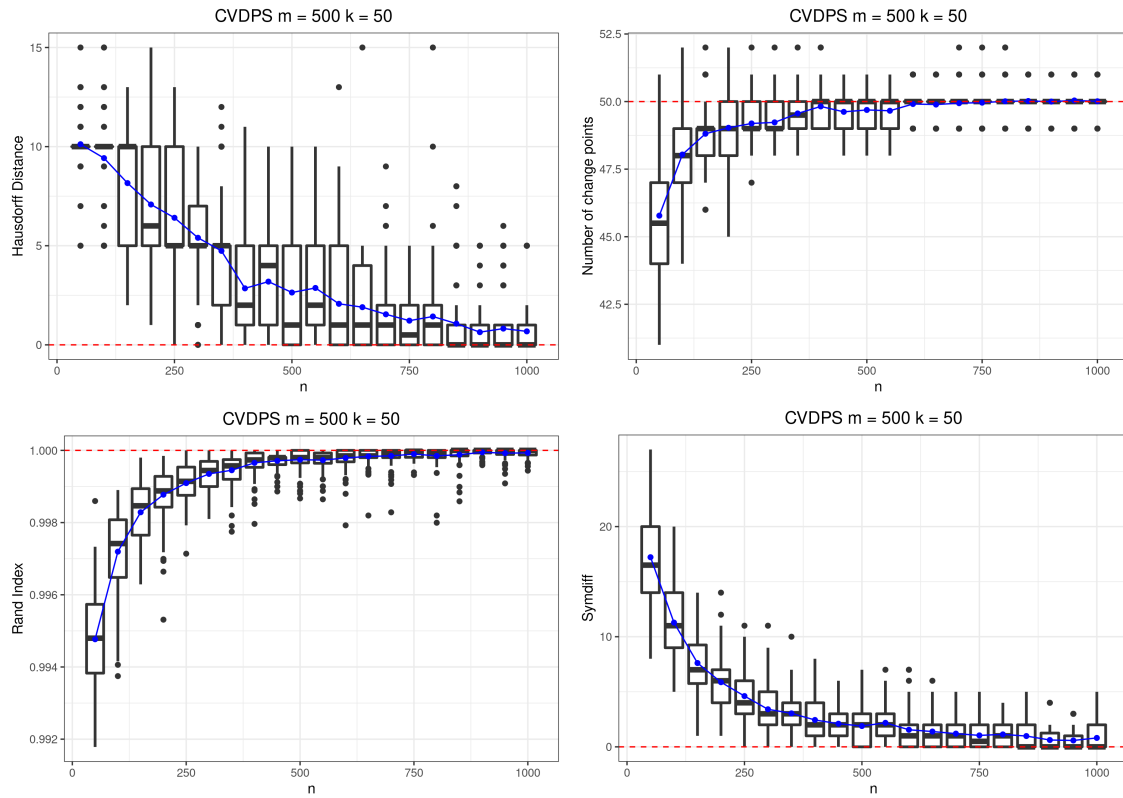 CVDPS m = 500 k = 50
Hausdorff Distance
15
10
5
0
0 250 500 750 1000
n
CVDPS m = 500 k = 50
Number of change points
52.5
50.0
47.5
45.0
42.5
0 250 500 750 1000
n
CVDPS m = 500 k = 50
Rand Index
1.000
0.998
0.996
0.994
0.992
0 250 500 750 1000
n
CVDPS m = 500 k = 50
Symdiff
20
10
0
0 250 500 750 1000
n